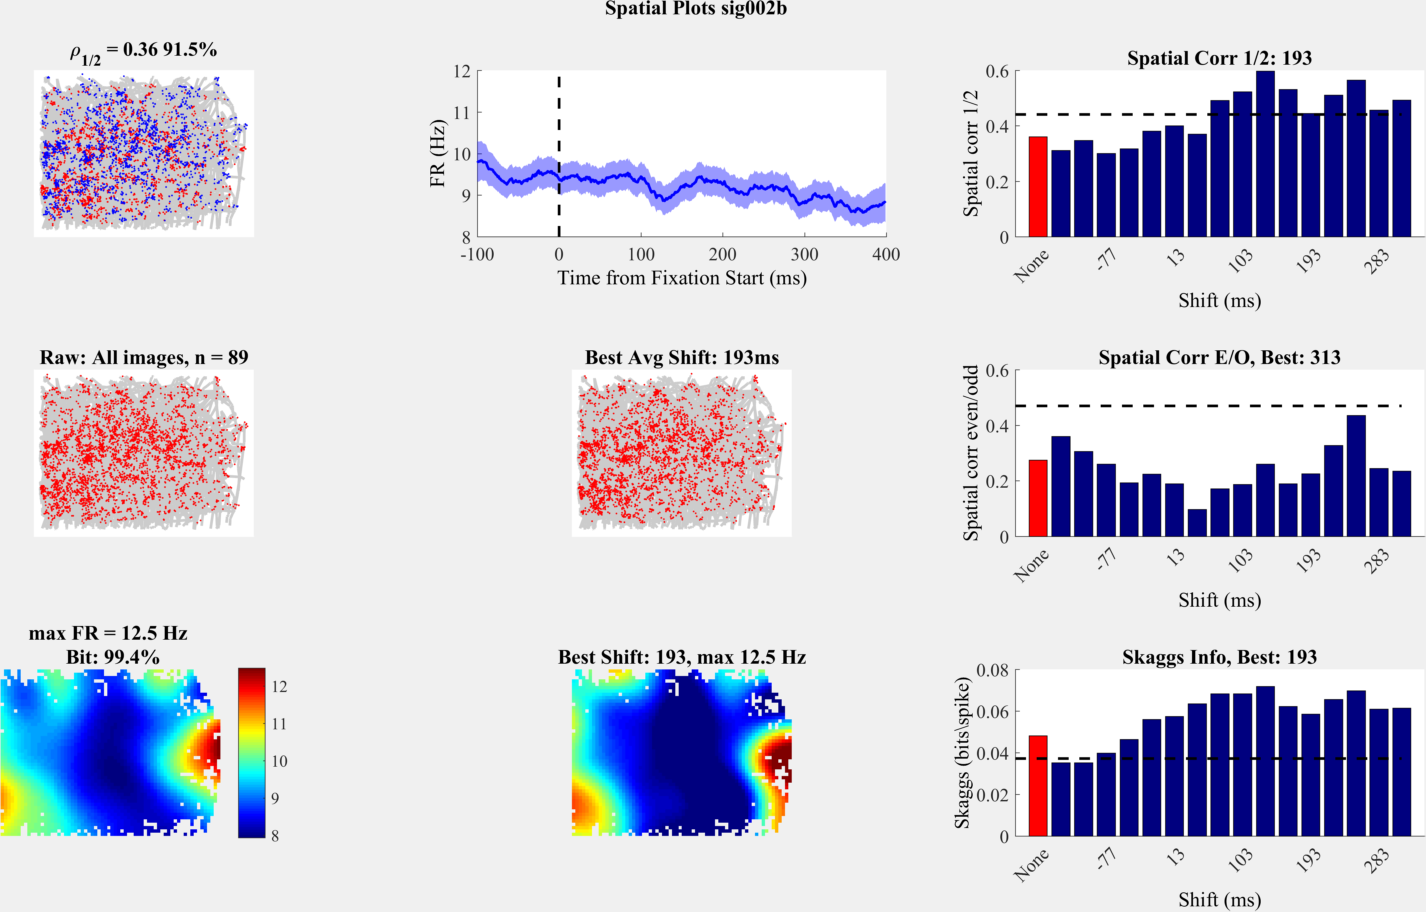 Spatial Plots sig002b
ρ1/2 = 0.36 91.5%
12
11
10
9
8
FR (Hz)
-100
0
100
200
300
400
Time from Fixation Start (ms)
Spatial Corr 1/2: 193
0.6
0.4
0.2
0
Spatial corr 1/2
None
-77
13
103
193
283
Shift (ms)
Raw: All images, n = 89
Best Avg Shift: 193ms
Spatial Corr E/O, Best: 313
0.6
0.4
0.2
0
Spatial corr even/odd
None
-77
13
103
193
283
Shift (ms)
max FR = 12.5 Hz
Bit: 99.4%
12
11
10
9
8
Best Shift: 193, max 12.5 Hz
Skaggs Info, Best: 193
0.08
0.06
0.04
0.02
0
Skaggs (bits\spike)
None
-77
13
103
193
283
Shift (ms)